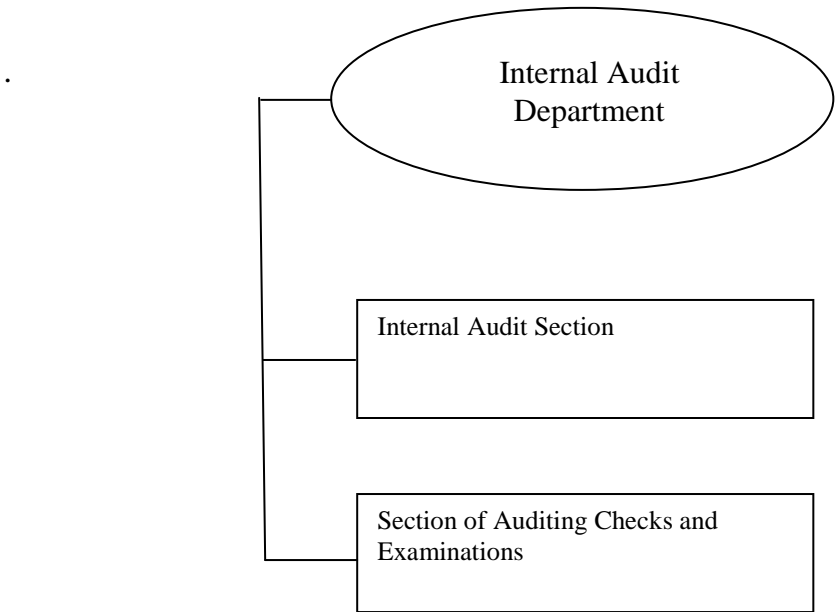 .
Internal Audit
Department
Internal Audit Section
Section of Auditing Checks and
Examinations